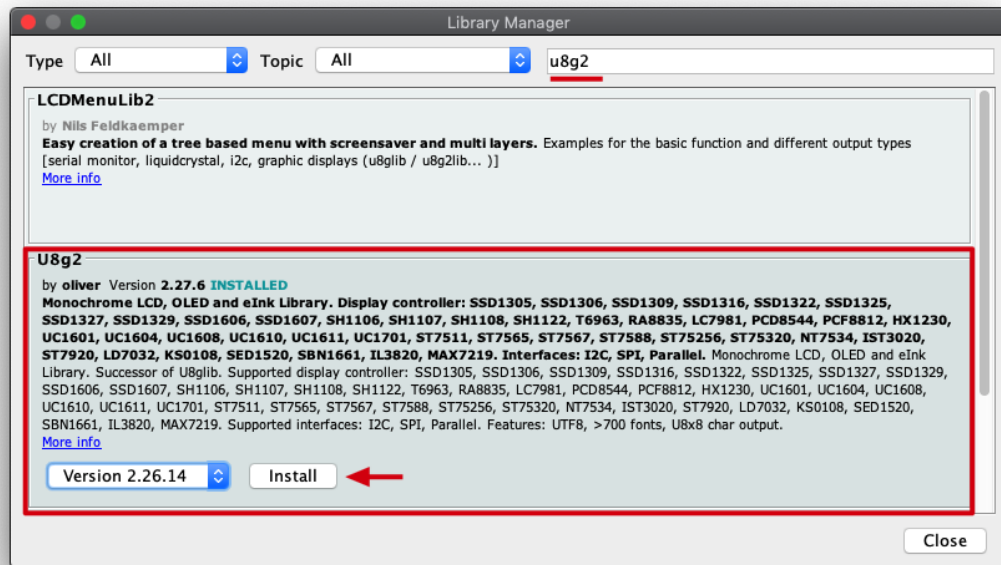 Library Manager
Type All Topic All u8g2
LCDMenuLib2
by Nils Feldkaemper
Easy creation of a tree based menu with screensaver and multi layers. Examples for the basic function and different output types
[serial monitor, liquidcrystal, i2c, graphic displays (u8glib / u8g2lib... )]
More info
U8g2
by oliver Version 2.27.6 INSTALLED
Monochrome LCD, OLED and eInk Library. Display controller: SSD1305, SSD1306, SSD1309, SSD1316, SSD1322, SSD1325,
SSD1327, SSD1329, SSD1606, SSD1607, SH1106, SH1107, SH1108, SH1122, T6963, RA8835, LC7981, PCD8544, PCF8812, HX1230,
UC1601, UC1604, UC1608, UC1610, UC1611, UC1701, ST7511, ST7565, ST7567, ST7588, ST75256, ST75320, NT7534, IST3020,
ST7920, LD7032, KS0108, SED1520, SBN1661, IL3820, MAX7219. Interfaces: I2C, SPI, Parallel. Monochrome LCD, OLED and eInk
Library. Successor of U8glib. Supported display controller: SSD1305, SSD1306, SSD1309, SSD1316, SSD1322, SSD1325, SSD1327, SSD1329,
SSD1606, SSD1607, SH1106, SH1107, SH1108, SH1122, T6963, RA8835, LC7981, PCD8544, PCF8812, HX1230, UC1601, UC1604, UC1608,
UC1610, UC1611, UC1701, ST7511, ST7565, ST7567, ST7588, ST75256, ST75320, NT7534, IST3020, ST7920, LD7032, KS0108, SED1520,
SBN1661, IL3820, MAX7219. Supported interfaces: I2C, SPI, Parallel. Features: UTF8, >700 fonts, U8x8 char output.
More info
Version 2.26.14 Install
Close